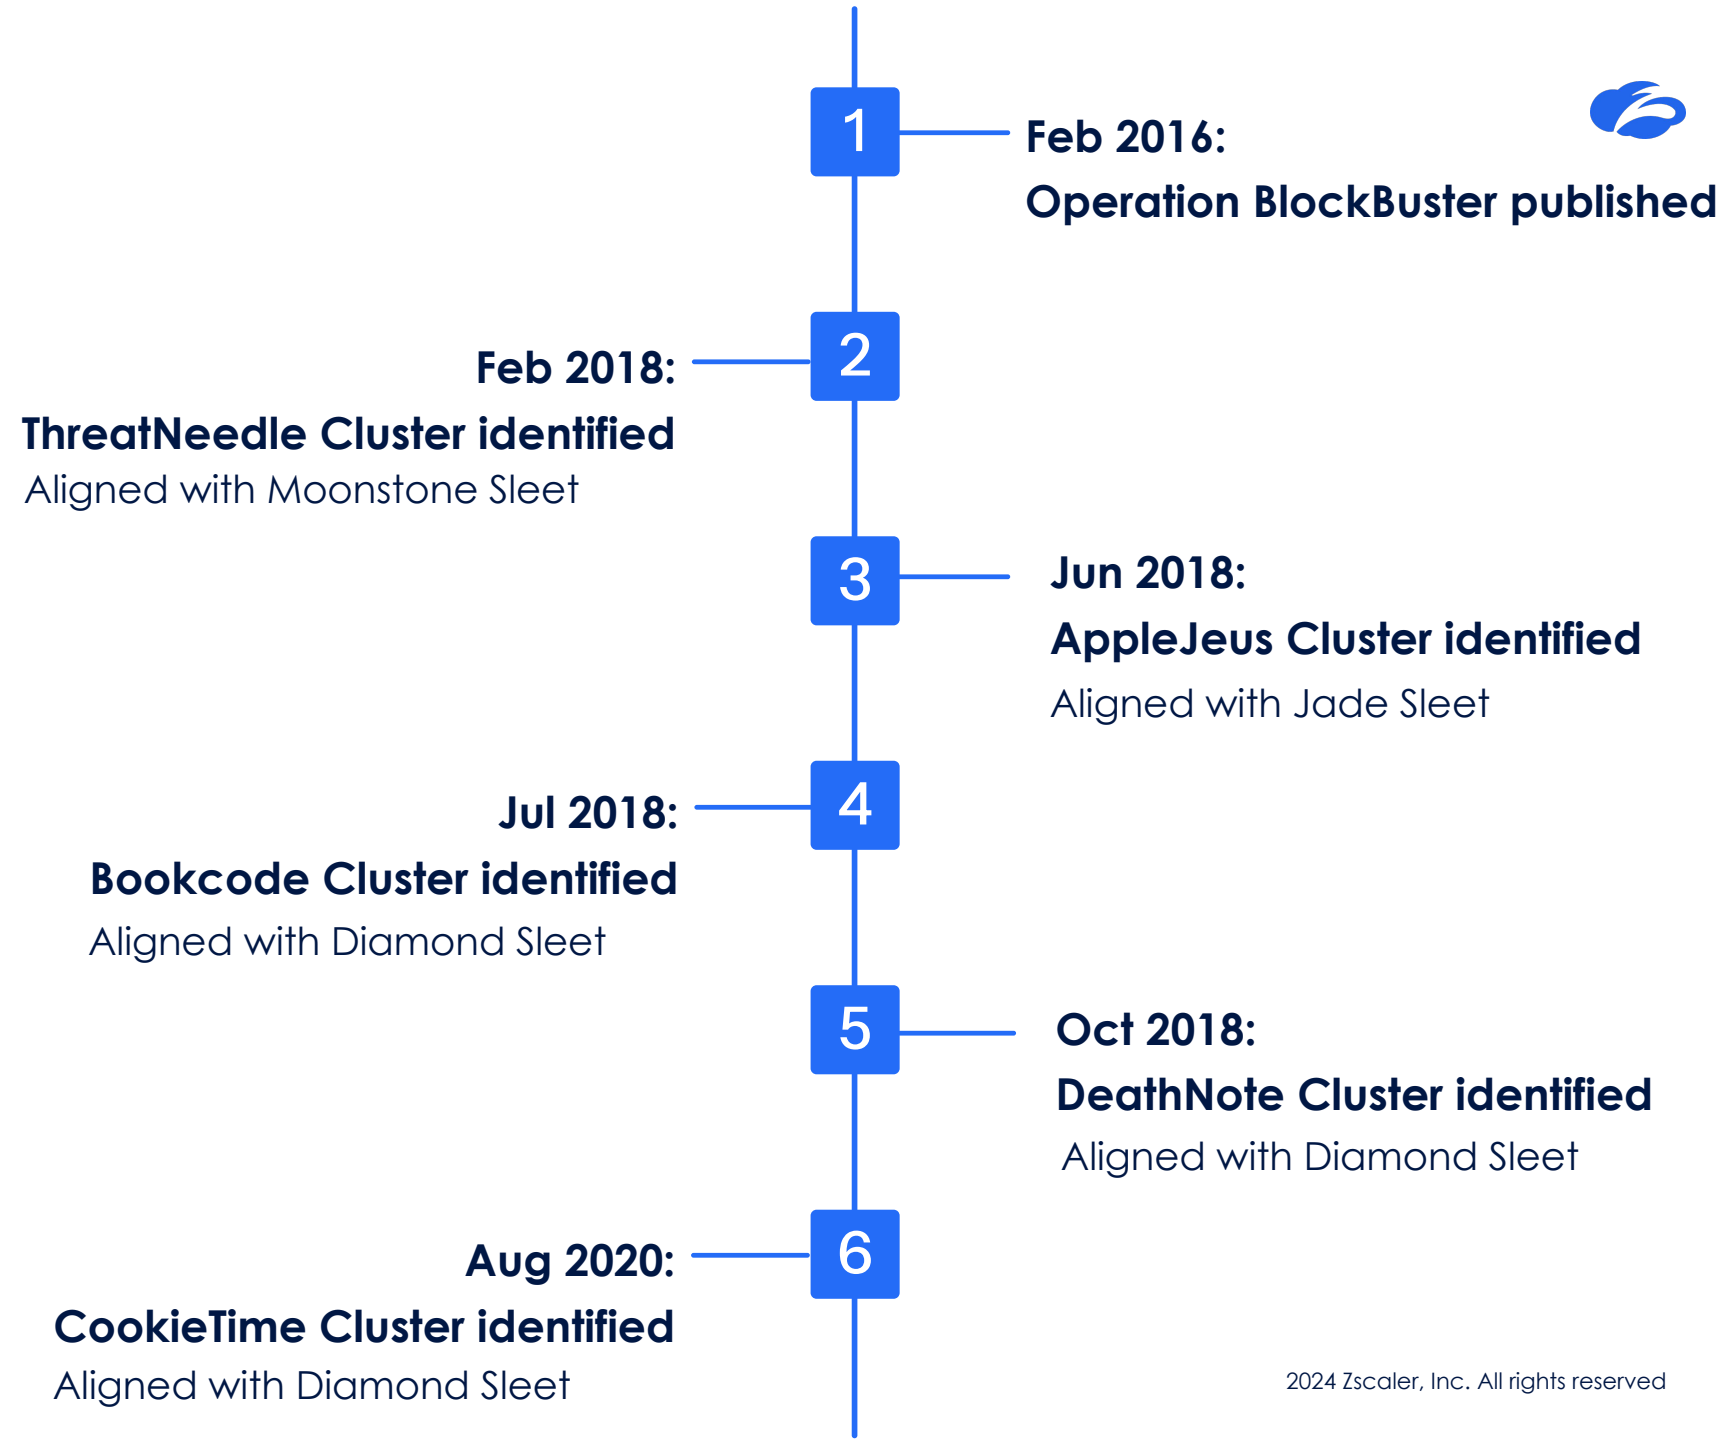 1
Feb 2016:
Operation BlockBuster published
2
Feb 2018:
ThreatNeedle Cluster identified
Aligned with Moonstone Sleet
3
Jun 2018:
AppleJeus Cluster identified
Aligned with Jade Sleet
4
Jul 2018:
Bookcode Cluster identified
Aligned with Diamond Sleet
5
Oct 2018:
DeathNote Cluster identified
Aligned with Diamond Sleet
6
Aug 2020:
CookieTime Cluster identified
Aligned with Diamond Sleet
2024 Zscaler, Inc. All rights reserved